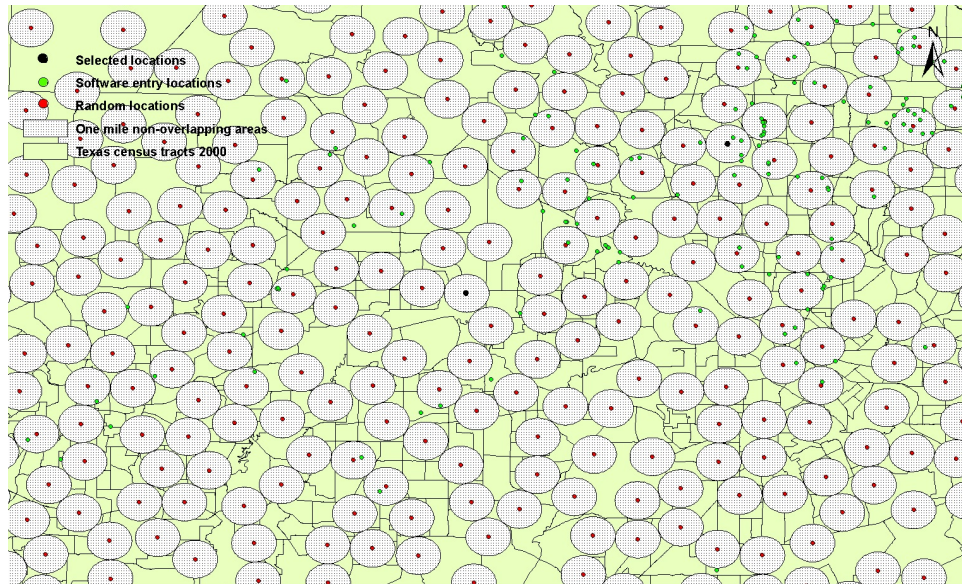 N
Selected locations
Software entry locations
Random locations
One mile non-overlapping areas
Texas census tracts 2000